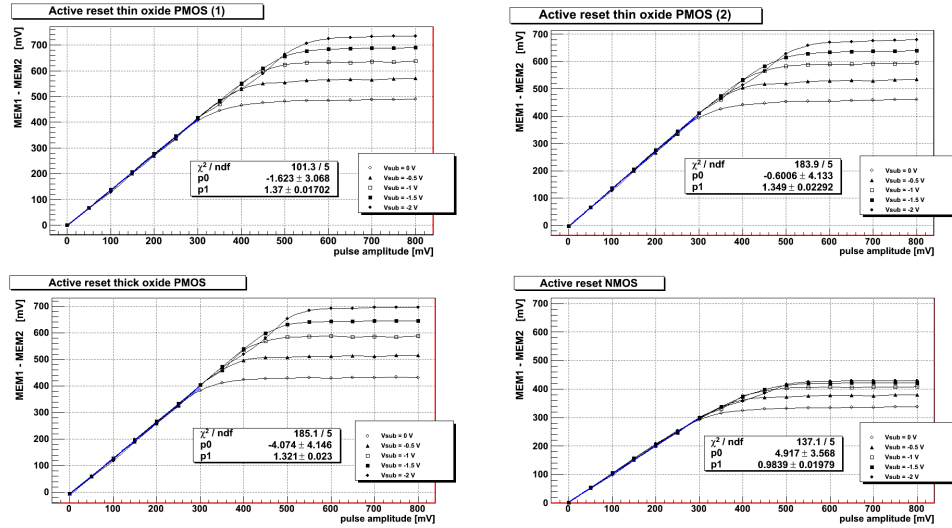 Active reset thin oxide PMOS (1)
MEM1 - MEM2 [mV]
700
600
500
400
300
200
100
0
χ² / ndf 101.3 / 5
p0 -1.623 ± 3.068
p1 1.37 ± 0.01702
Vsub = 0 V
Vsub = -0.5 V
Vsub = -1 V
Vsub = -1.5 V
Vsub = -2 V
0 100 200 300 400 500 600 700 800
pulse amplitude [mV]
Active reset thin oxide PMOS (2)
MEM1 - MEM2 [mV]
700
600
500
400
300
200
100
0
χ² / ndf 183.9 / 5
p0 -0.6006 ± 4.133
p1 1.349 ± 0.02292
Vsub = 0 V
Vsub = -0.5 V
Vsub = -1 V
Vsub = -1.5 V
Vsub = -2 V
0 100 200 300 400 500 600 700 800
pulse amplitude [mV]
Active reset thick oxide PMOS
MEM1 - MEM2 [mV]
700
600
500
400
300
200
100
0
χ² / ndf 185.1 / 5
p0 -4.074 ± 4.146
p1 1.321 ± 0.023
Vsub = 0 V
Vsub = -0.5 V
Vsub = -1 V
Vsub = -1.5 V
Vsub = -2 V
0 100 200 300 400 500 600 700 800
pulse amplitude [mV]
Active reset NMOS
MEM1 - MEM2 [mV]
700
600
500
400
300
200
100
0
χ² / ndf 137.1 / 5
p0 4.917 ± 3.568
p1 0.9839 ± 0.01979
Vsub = 0 V
Vsub = -0.5 V
Vsub = -1 V
Vsub = -1.5 V
Vsub = -2 V
0 100 200 300 400 500 600 700 800
pulse amplitude [mV]